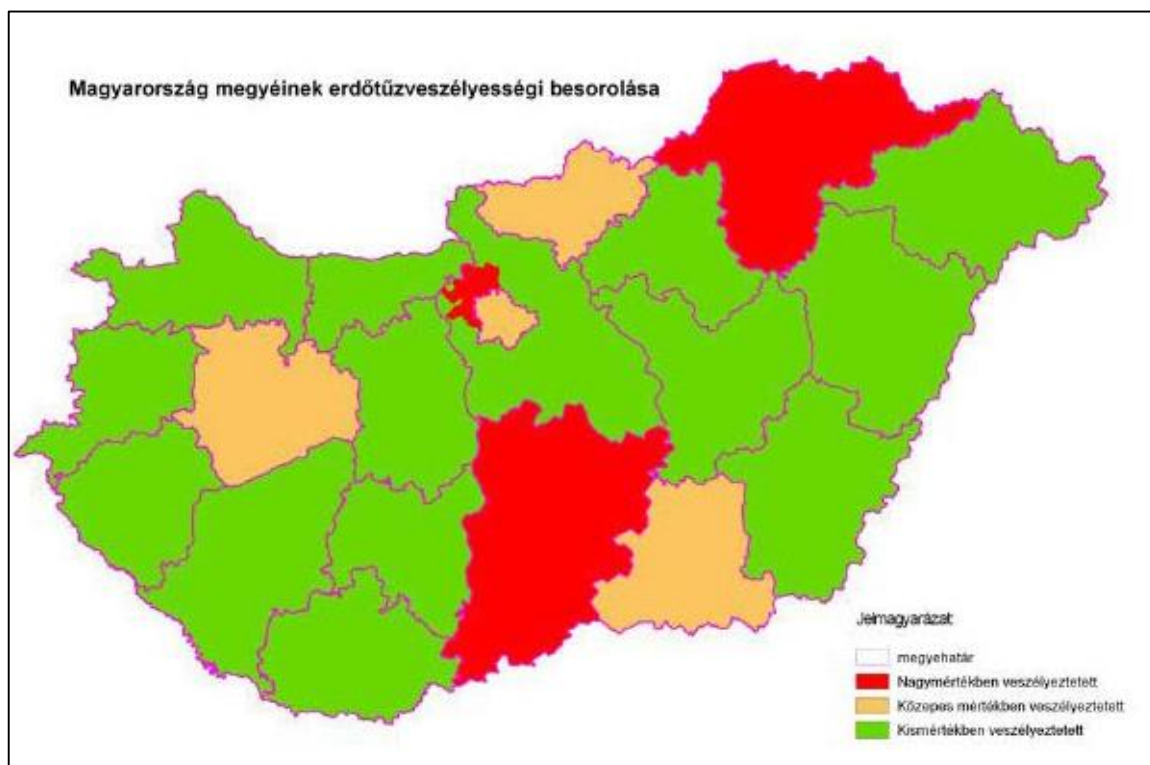 Magyarország megyéinek erdőtűzveszélyességi besorolása
Jelmagyarázat
megyehatár
Nagymértékben veszélyeztetett
Közepes mértékben veszélyeztetett
Kismértékben veszélyeztetett